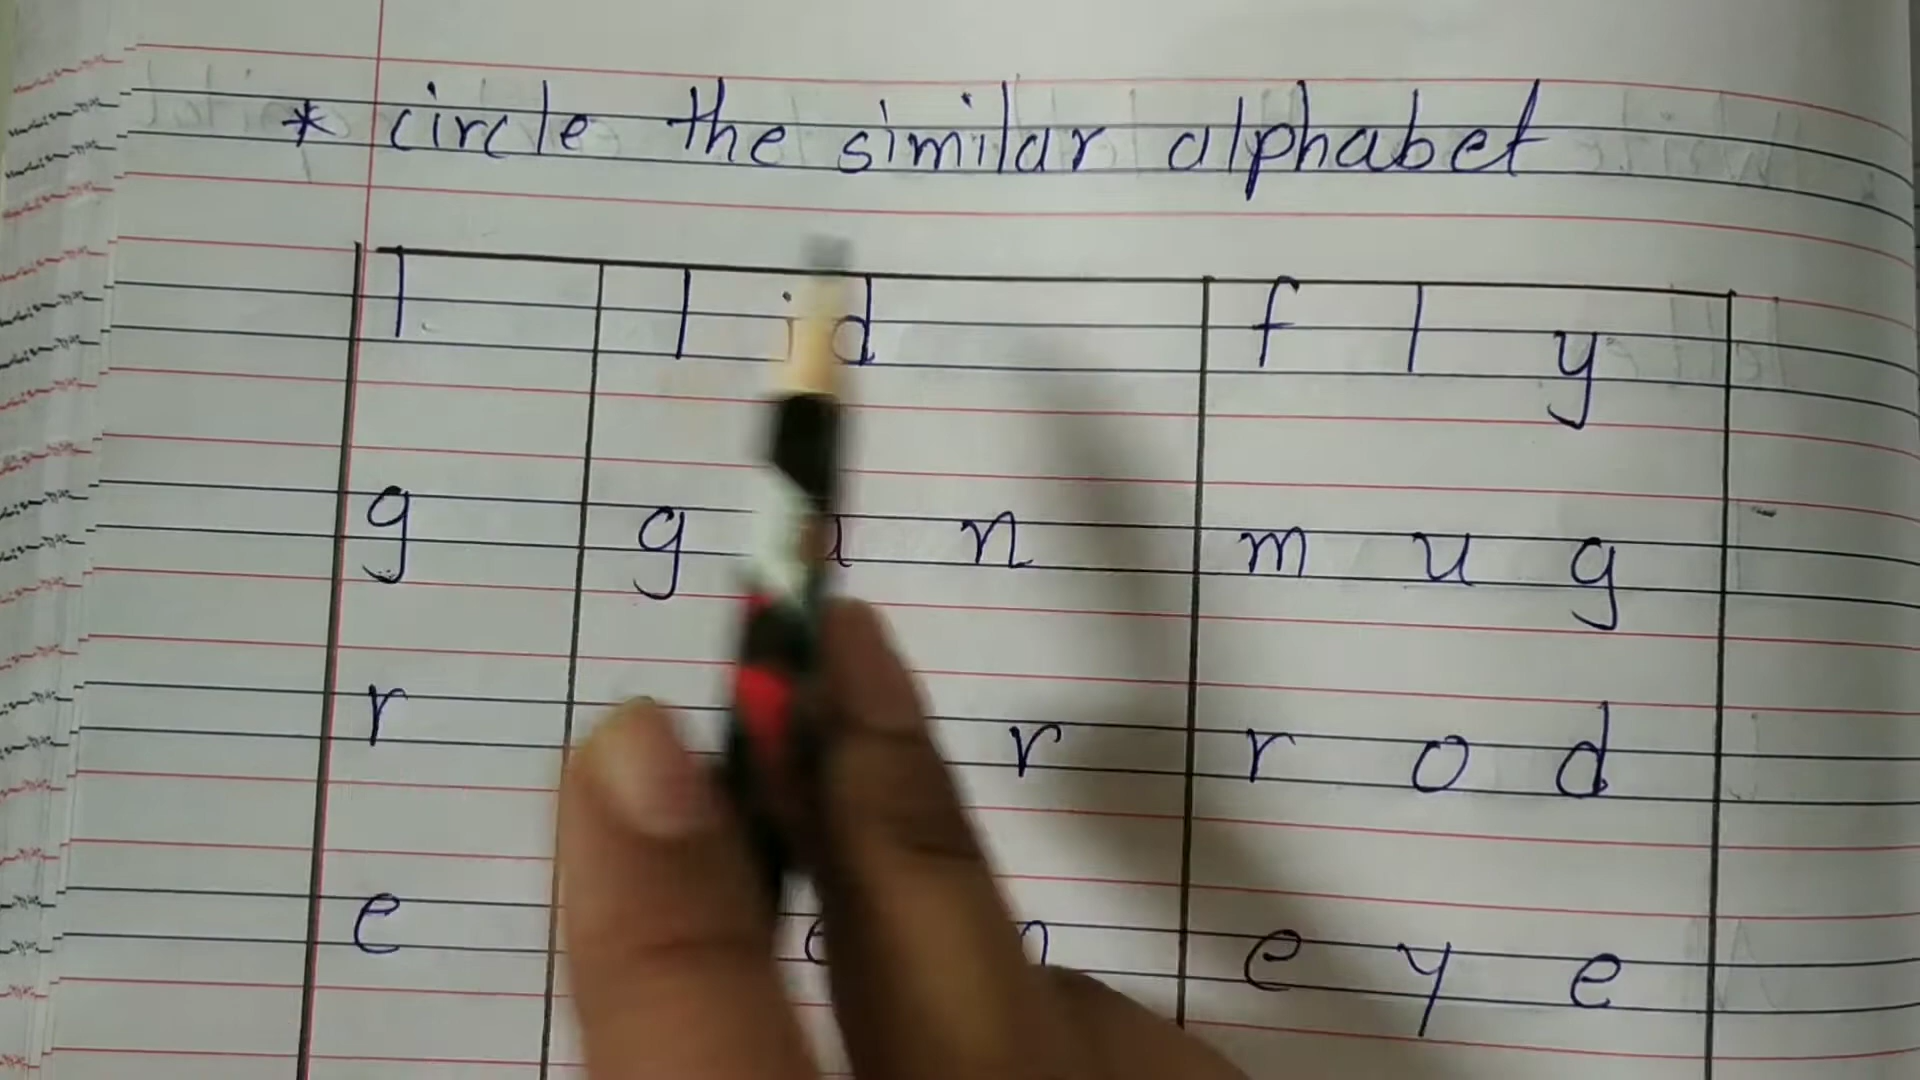 * circle the similar alphabet
l l i d f l y
g g u n m u g
r r r o d
e e n e y e